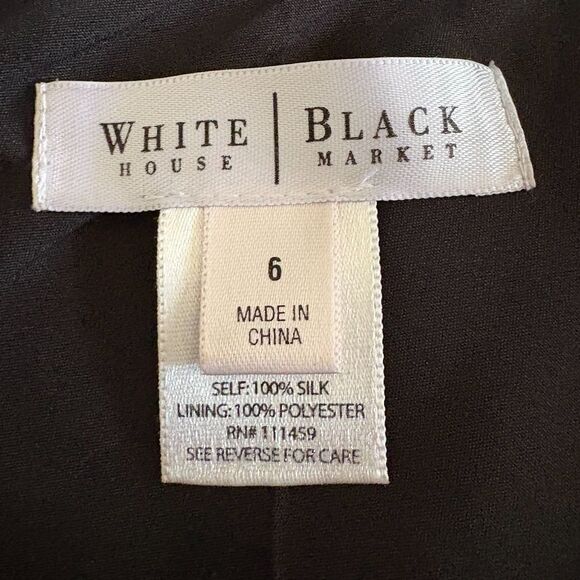 WHITE | BLACK
HOUSE | MARKET
6
MADE IN
CHINA
SELF: 100% SILK
LINING: 100% POLYESTER
RN# 111459
SEE REVERSE FOR CARE